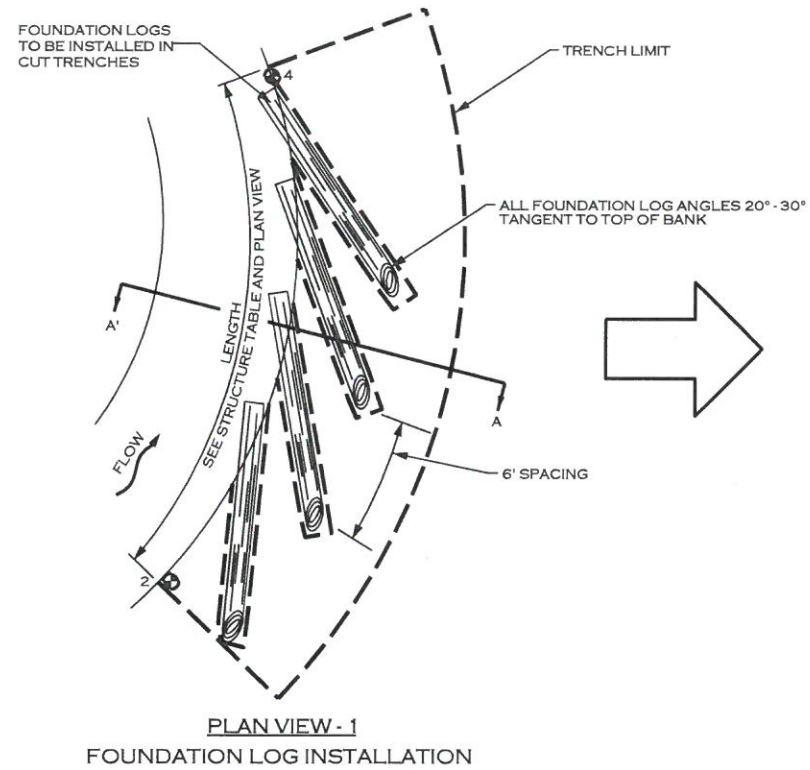 FOUNDATION LOGS
TO BE INSTALLED IN
CUT TRENCHES
4
TRENCH LIMIT
ALL FOUNDATION LOG ANGLES 20° - 30°
TANGENT TO TOP OF BANK
LENGTH
SEE STRUCTURE TABLE AND PLAN VIEW
A'
A
FLOW
6' SPACING
2
PLAN VIEW - 1
FOUNDATION LOG INSTALLATION